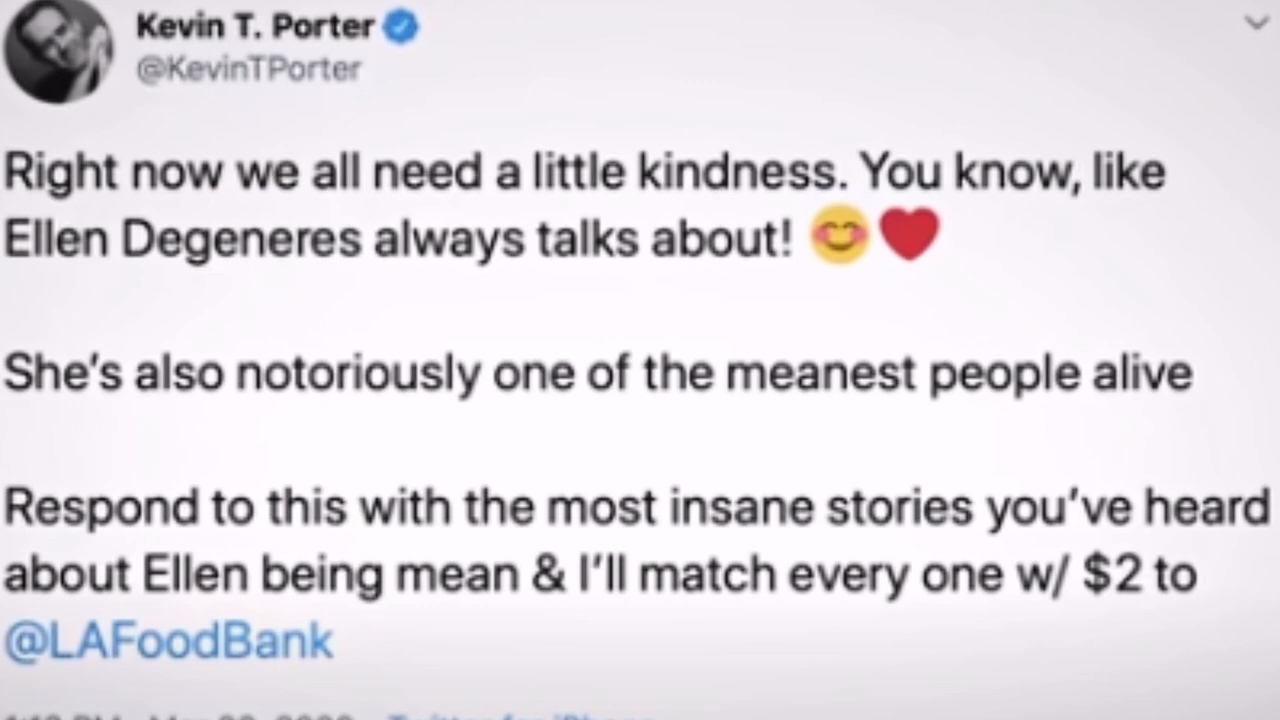 Kevin T. Porter
@KevinTPorter
Right now we all need a little kindness. You know, like
Ellen Degeneres always talks about! 😊❤️
She's also notoriously one of the meanest people alive
Respond to this with the most insane stories you've heard
about Ellen being mean & I'll match every one w/ $2 to
@LAFoodBank